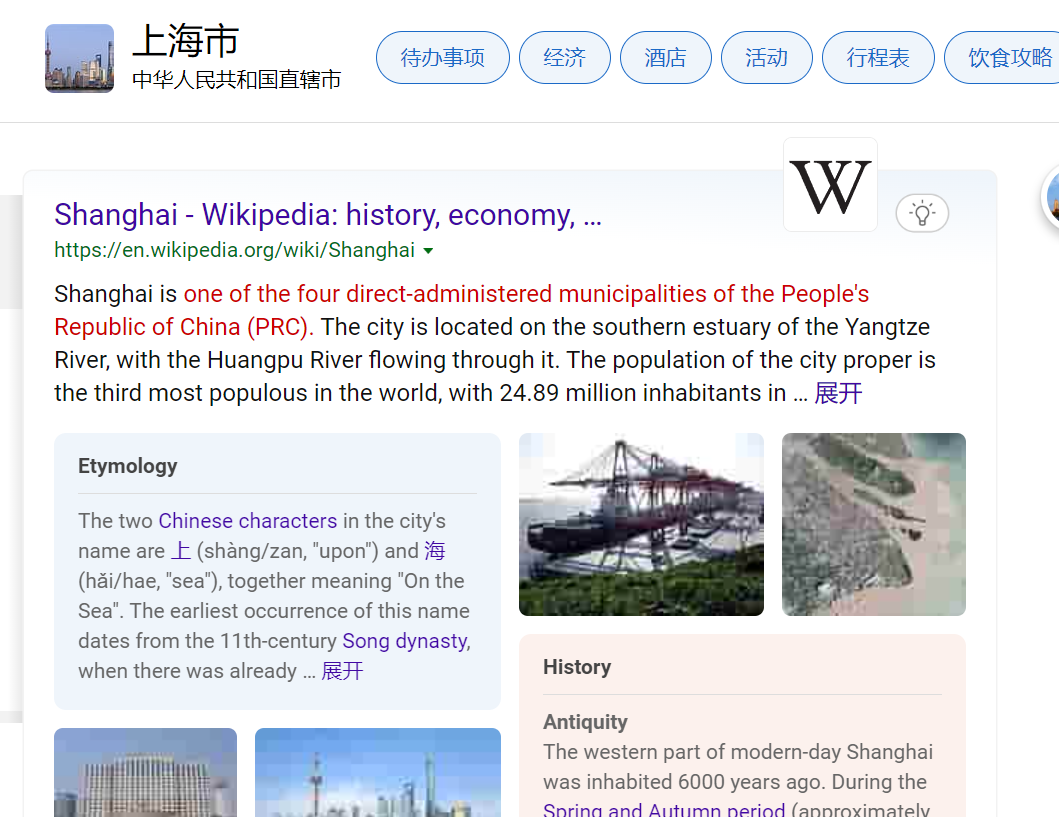 上海市
中华人民共和国直辖市
待办事项
经济
酒店
活动
行程表
饮食攻略
W
Shanghai - Wikipedia: history, economy, ...
https://en.wikipedia.org/wiki/Shanghai
Shanghai is one of the four direct-administered municipalities of the People's
Republic of China (PRC). The city is located on the southern estuary of the Yangtze
River, with the Huangpu River flowing through it. The population of the city proper is
the third most populous in the world, with 24.89 million inhabitants in ... 展开
Etymology
The two Chinese characters in the city's
name are 上 (shàng/zan, "upon") and 海
(hǎi/hae, "sea"), together meaning "On the
Sea". The earliest occurrence of this name
dates from the 11th-century Song dynasty,
when there was already ... 展开
History
Antiquity
The western part of modern-day Shanghai
was inhabited 6000 years ago. During the
Spring and Autumn period (approximately